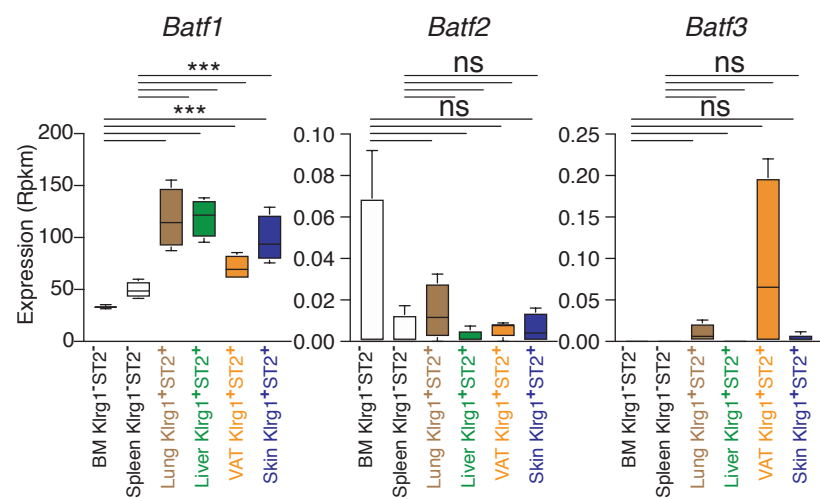 Batf1
Batf2
Batf3
***
ns
ns
***
ns
ns
Expression (Rpkm)
200
150
100
50
0
0.10
0.08
0.06
0.04
0.02
0.00
0.25
0.20
0.15
0.10
0.05
0.00
BM Klrg1⁻ST2⁻
Spleen Klrg1⁻ST2⁻
Lung Klrg1⁺ST2⁺
Liver Klrg1⁺ST2⁺
VAT Klrg1⁺ST2⁺
Skin Klrg1⁺ST2⁺
BM Klrg1⁻ST2⁻
Spleen Klrg1⁻ST2⁻
Lung Klrg1⁺ST2⁺
Liver Klrg1⁺ST2⁺
VAT Klrg1⁺ST2⁺
Skin Klrg1⁺ST2⁺
BM Klrg1⁻ST2⁻
Spleen Klrg1⁻ST2⁻
Lung Klrg1⁺ST2⁺
Liver Klrg1⁺ST2⁺
VAT Klrg1⁺ST2⁺
Skin Klrg1⁺ST2⁺